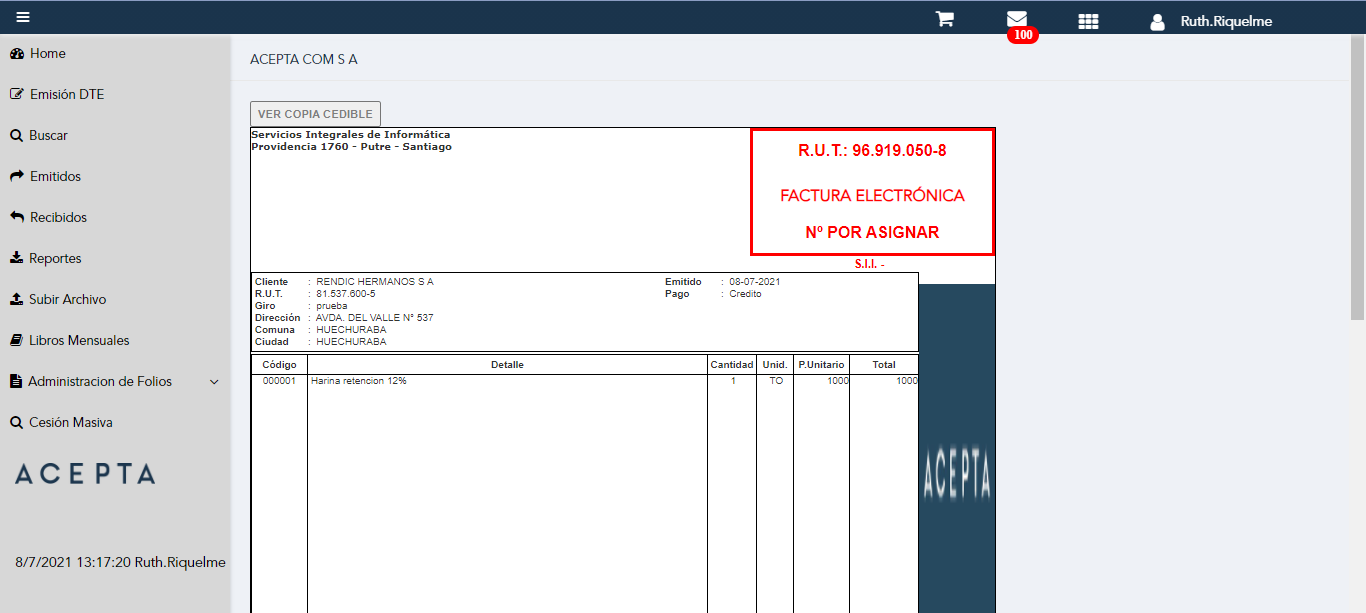 Ruth.Riquelme
100
Home
Emisión DTE
Buscar
Emitidos
Recibidos
Reportes
Subir Archivo
Libros Mensuales
Administracion de Folios
Cesión Masiva
ACEPTA
8/7/2021 13:17:20 Ruth.Riquelme
ACEPTA COM S A
VER COPIA CEDIBLE
Servicios Integrales de Informática
Providencia 1760 - Putre - Santiago
R.U.T.: 96.919.050-8
FACTURA ELECTRÓNICA
Nº POR ASIGNAR
S.I.I. -
Cliente : RENDIC HERMANOS S A Emitido : 08-07-2021
R.U.T. : 81.537.600-5 Pago : Credito
Giro : prueba
Dirección : AVDA. DEL VALLE N° 537
Comuna : HUECHURABA
Ciudad : HUECHURABA
Código Detalle Cantidad Unid. P.Unitario Total
000001 Harina retencion 12% 1 TO 1000 1000
ACEPTA